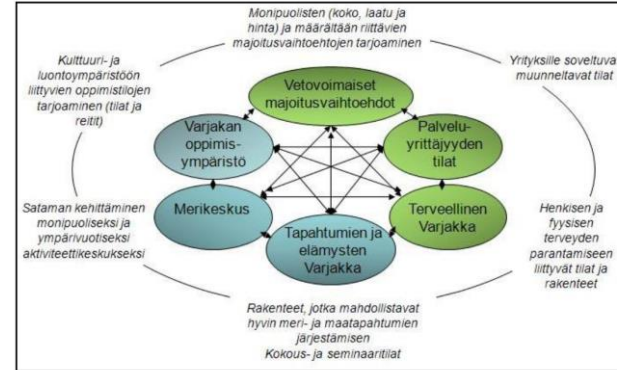 Monipuolisten (koko, laatu ja
hinta) ja määrältään riittävien
majoitusvaihtoehtojen tarjoaminen
Kulttuuri- ja
luontoympäristöön
liittyvien oppimistilojen
tarjoaminen (tilat ja
reitit)
Yrityksille soveltuvat
muunneltavat tilat
Vetovoimaiset
majoitusvaihtoehdot
Varjakan
oppimis-
ympäristö
Palvelu-
yrittäjyyden
tilat
Merikeskus
Terveellinen
Varjakka
Tapahtumien ja
elämysten
Varjakka
Sataman kehittäminen
monipuoliseksi ja
ympärivuotiseksi
aktiviteettikeskukseksi
Henkisen ja
fyysisen
terveyden
parantamiseen
liittyvät tilat ja
rakenteet
Rakenteet, jotka mahdollistavat
hyvin meri- ja maatapahtumien
järjestämisen
Kokous- ja seminaaritilat